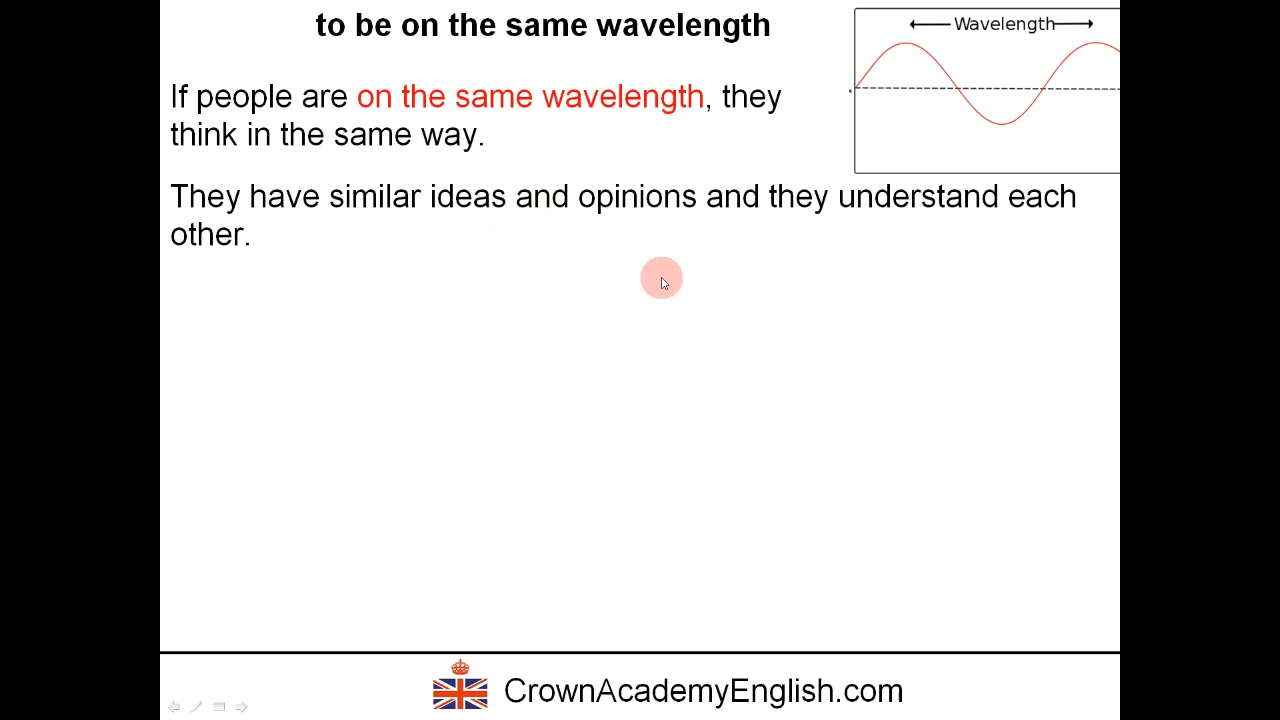 to be on the same wavelength
Wavelength
If people are on the same wavelength, they
think in the same way.
They have similar ideas and opinions and they understand each
other.
CrownAcademyEnglish.com